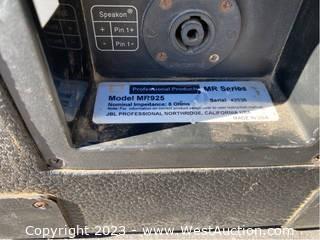 Speakon®
+ Pin 1+
- Pin 1-
Professional Products MR Series
Model MR925
Nominal Impedance: 8 Ohms Serial
JBL PROFESSIONAL NORTHRIDGE, CALIFORNIA USA
MADE IN USA
Copyright - 2023 - www.WestAuction.com